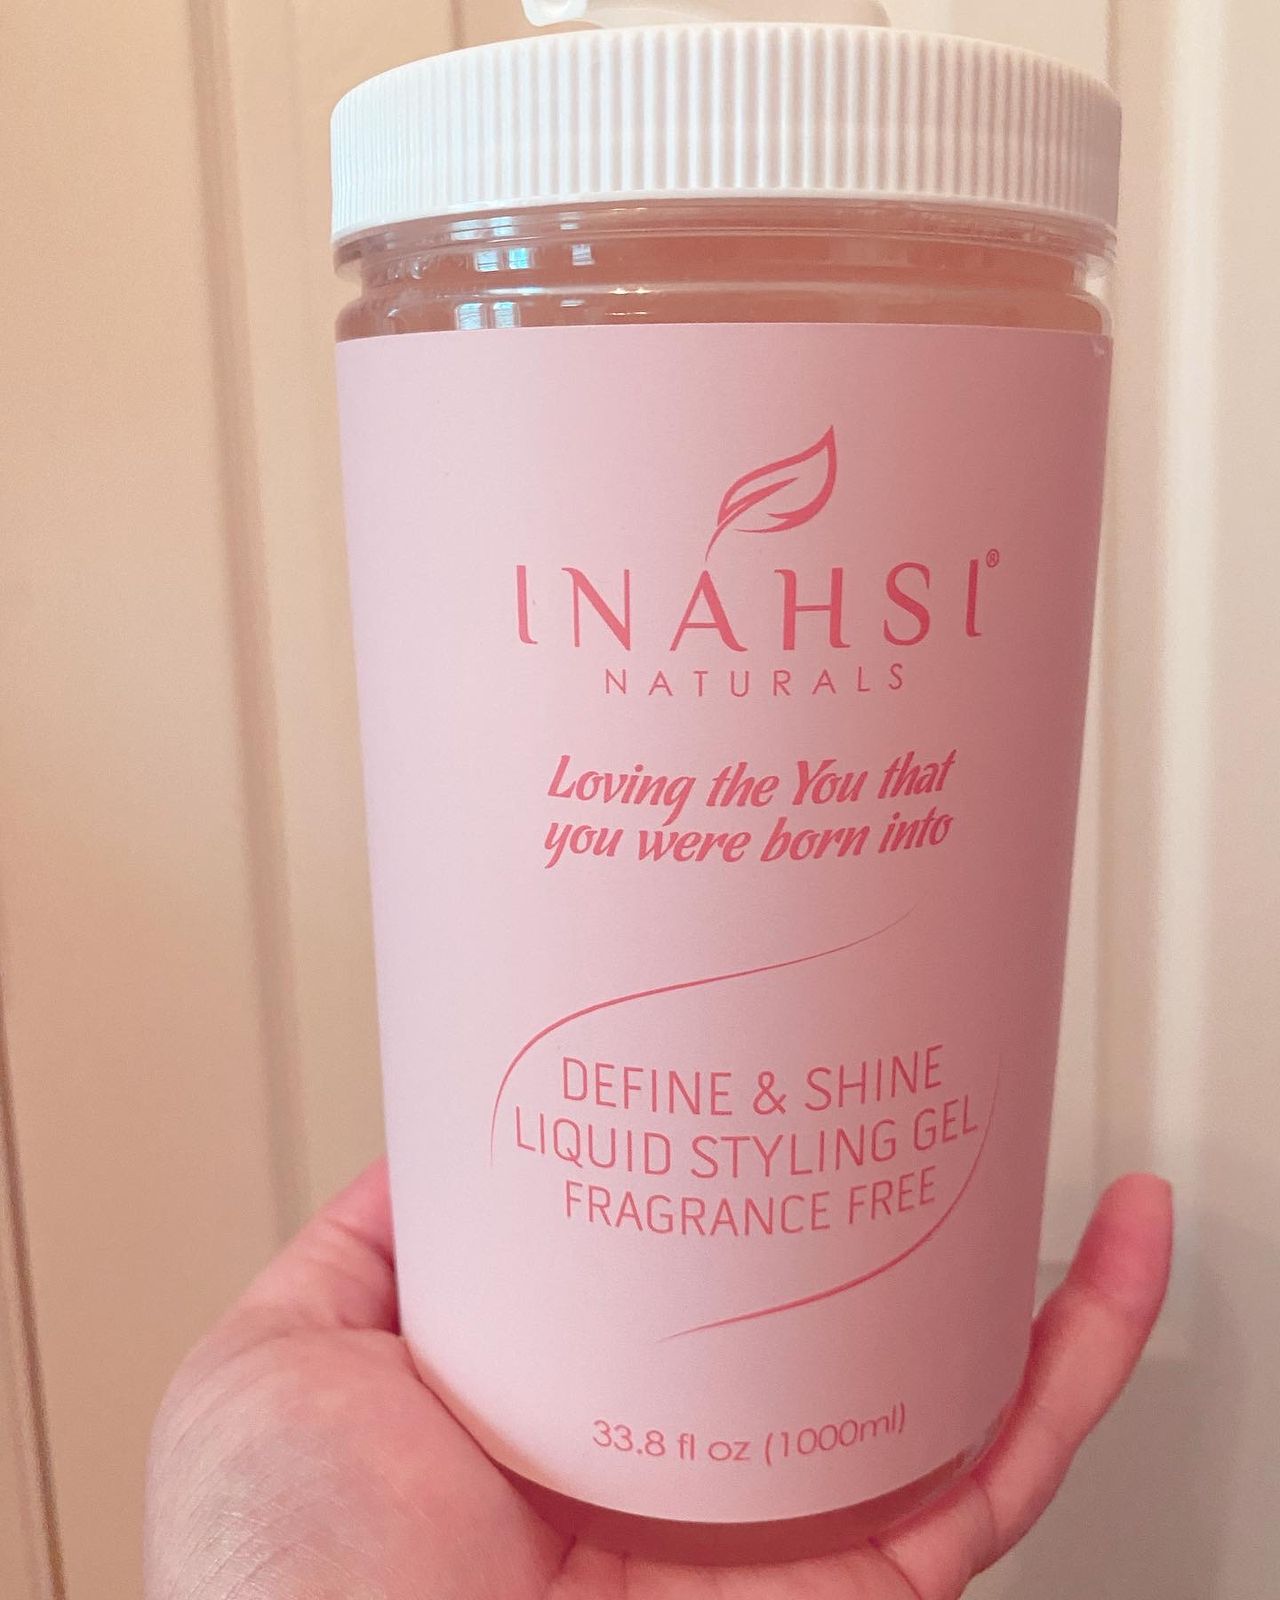 INAHSI®
NATURALS
Loving the You that
you were born into
DEFINE & SHINE
LIQUID STYLING GEL
FRAGRANCE FREE
33.8 fl oz (1000ml)